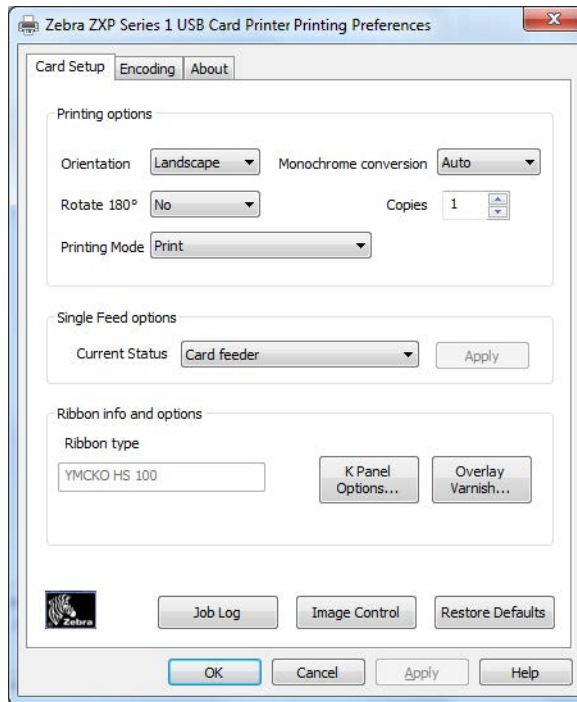 Zebra ZXP Series 1 USB Card Printer Printing Preferences
Card Setup Encoding About
Printing options
Orientation Landscape Monochrome conversion Auto
Rotate 180° No Copies 1
Printing Mode Print
Single Feed options
Current Status Card feeder Apply
Ribbon info and options
Ribbon type
YMCKO HS 100
K Panel
Options...
Overlay
Varnish...
Zebra
Job Log Image Control Restore Defaults
OK Cancel Apply Help